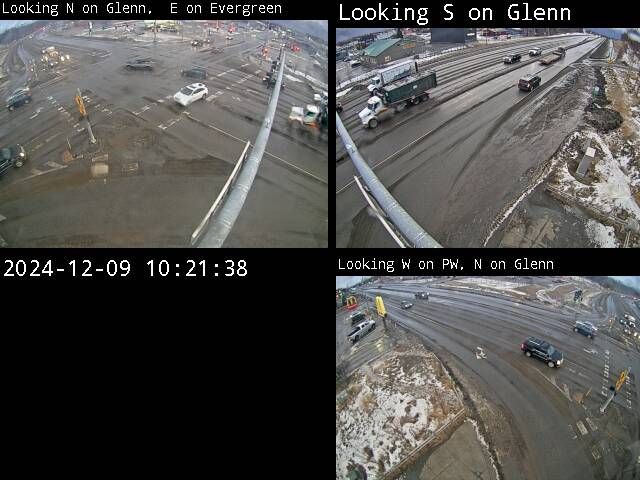 Looking N on Glenn,  E on Evergreen
Looking S on Glenn
2024-12-09 10:21:38
Looking W on PW, N on Glenn